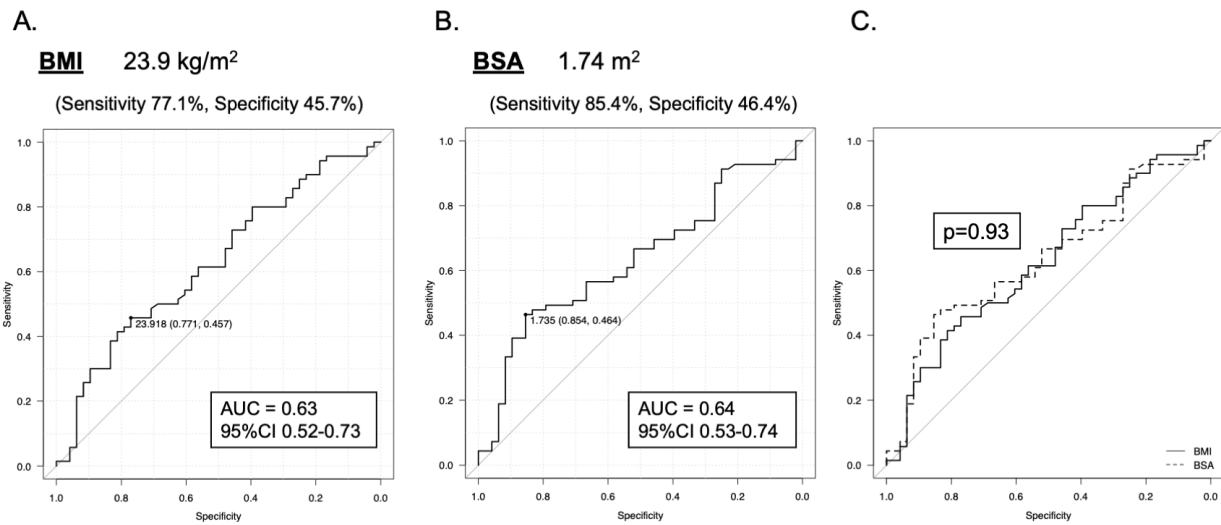 A.
BMI 23.9 kg/m²
(Sensitivity 77.1%, Specificity 45.7%)
1.0
0.8
0.6
0.4
0.2
0.0
Sensitivity
23.918 (0.771, 0.457)
AUC = 0.63
95%CI 0.52-0.73
1.0 0.8 0.6 0.4 0.2 0.0
Specificity
B.
BSA 1.74 m²
(Sensitivity 85.4%, Specificity 46.4%)
1.0
0.8
0.6
0.4
0.2
0.0
Sensitivity
1.735 (0.854, 0.464)
AUC = 0.64
95%CI 0.53-0.74
1.0 0.8 0.6 0.4 0.2 0.0
Specificity
C.
1.0
0.8
0.6
0.4
0.2
0.0
Sensitivity
p=0.93
BMI
BSA
1.0 0.8 0.6 0.4 0.2 0.0
Specificity